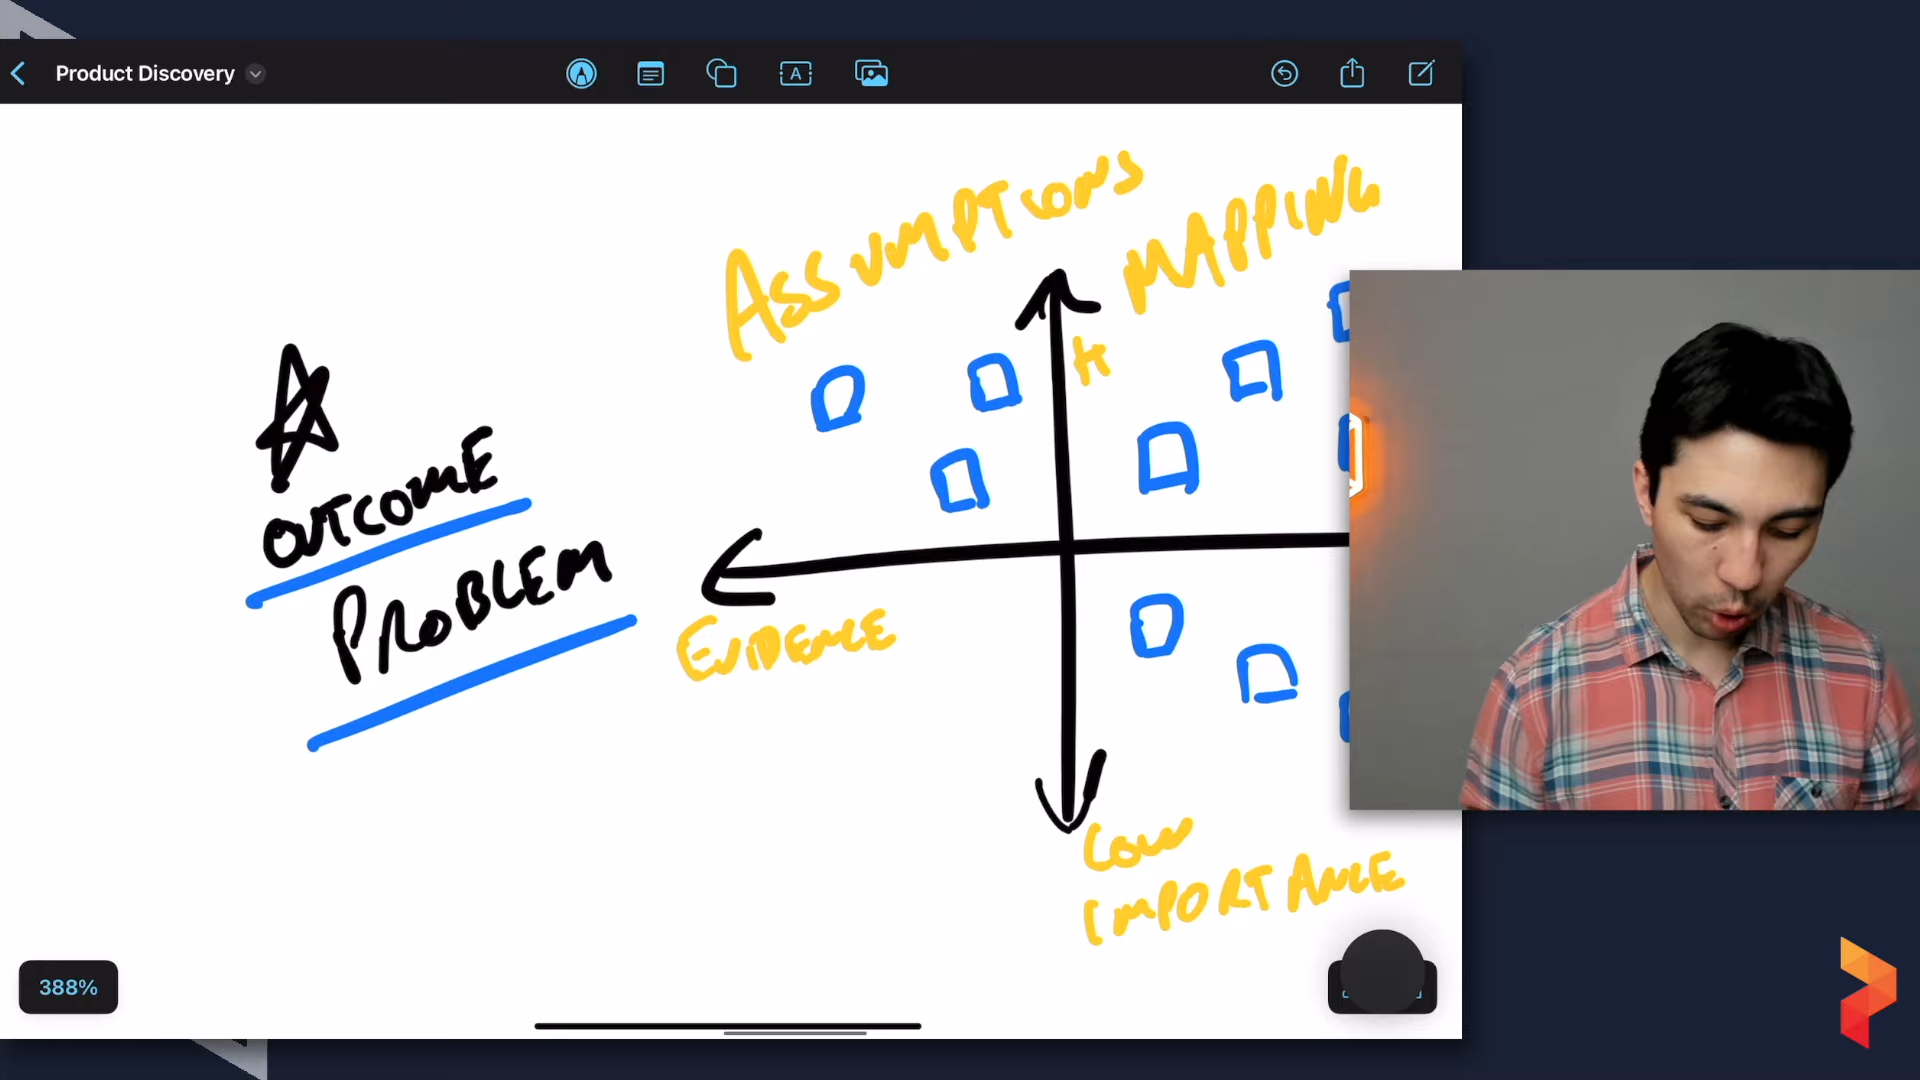 Product Discovery
ASSUMPTIONS
MAPPING
H
OUTCOME
PROBLEM
EVIDENCE
LOW
IMPORTANCE
388%